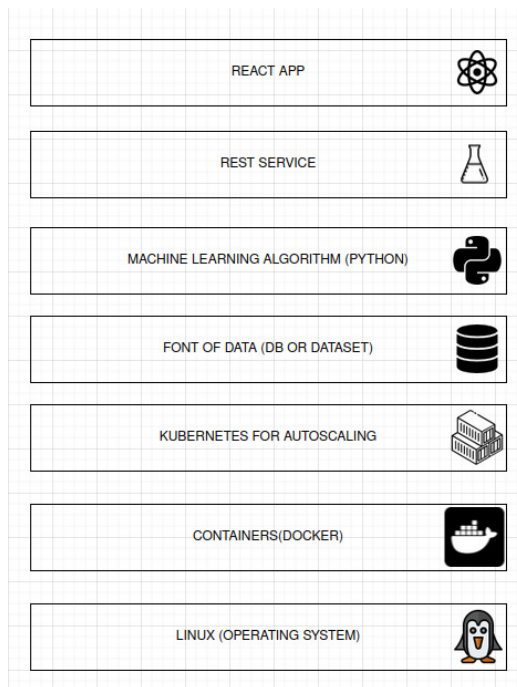 REACT APP
REST SERVICE
MACHINE LEARNING ALGORITHM (PYTHON)
FONT OF DATA (DB OR DATASET)
KUBERNETES FOR AUTOSCALING
CONTAINERS(DOCKER)
LINUX (OPERATING SYSTEM)